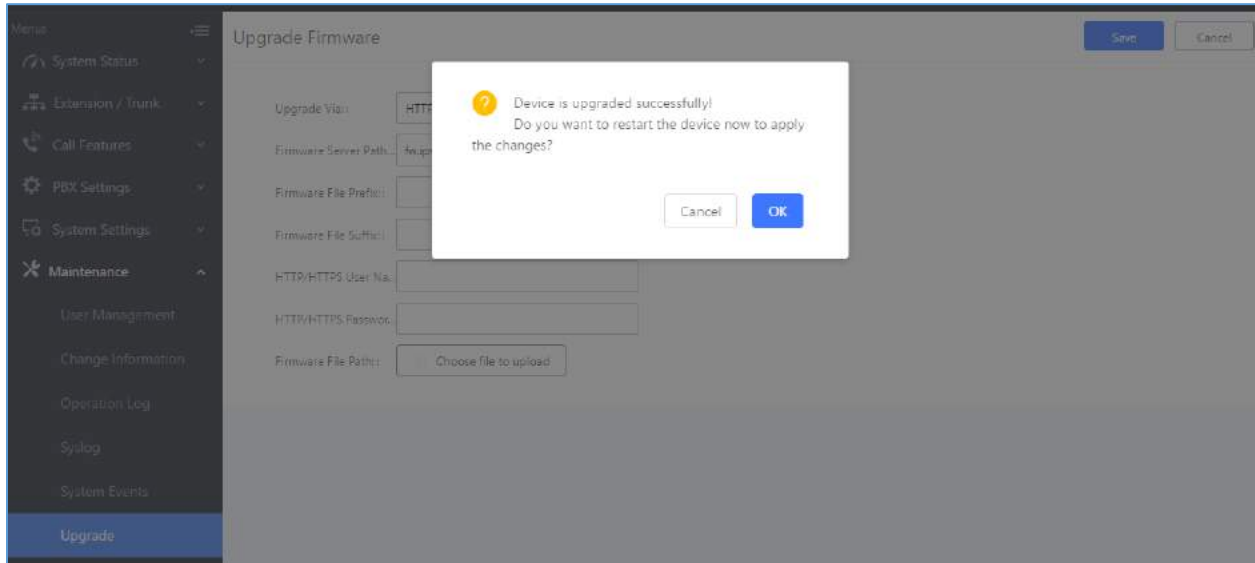 Menus
System Status
Extension / Trunk
Call Features
PBX Settings
System Settings
Maintenance
User Management
Change Information
Operation Log
Syslog
System Events
Upgrade
Upgrade Firmware
Save
Cancel
Upgrade Via:
HTTP
Firmware Server Path
Firmware File Prefix:
Firmware File Suffix:
HTTP/HTTPS User Na...
HTTP/HTTPS Passwor...
Firmware File Path:
Choose file to upload
Device is upgraded successfully!
Do you want to restart the device now to apply
the changes?
Cancel
OK